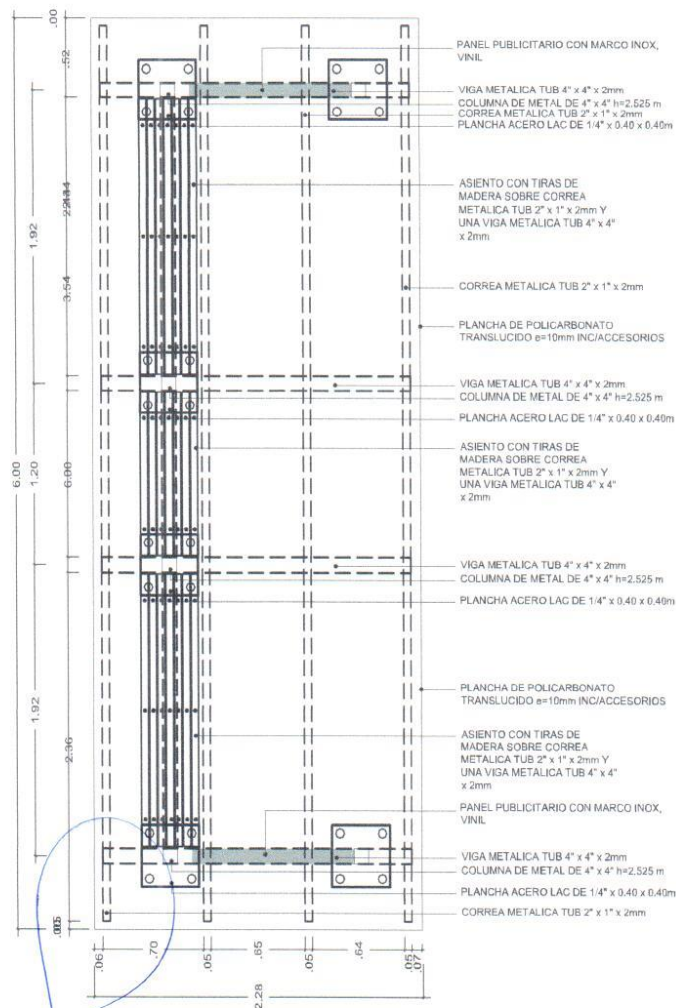 PANEL PUBLICITARIO CON MARCO INOX,
VINIL
VIGA METALICA TUB 4" x 4" x 2mm
COLUMNA DE METAL DE 4" x 4" h=2.525 m
CORREA METALICA TUB 2" x 1" x 2mm
PLANCHA ACERO LAC DE 1/4" x 0.40 x 0.40m
ASIENTO CON TIRAS DE
MADERA SOBRE CORREA
METALICA TUB 2" x 1" x 2mm Y
UNA VIGA METALICA TUB 4" x 4"
x 2mm
CORREA METALICA TUB 2" x 1" x 2mm
PLANCHA DE POLICARBONATO
TRANSLUCIDO e=10mm INC/ACCESORIOS
VIGA METALICA TUB 4" x 4" x 2mm
COLUMNA DE METAL DE 4" x 4" h=2.525 m
PLANCHA ACERO LAC DE 1/4" x 0.40 x 0.40m
ASIENTO CON TIRAS DE
MADERA SOBRE CORREA
METALICA TUB 2" x 1" x 2mm Y
UNA VIGA METALICA TUB 4" x 4"
x 2mm
VIGA METALICA TUB 4" x 4" x 2mm
COLUMNA DE METAL DE 4" x 4" h=2.525 m
PLANCHA ACERO LAC DE 1/4" x 0.40 x 0.40m
PLANCHA DE POLICARBONATO
TRANSLUCIDO e=10mm INC/ACCESORIOS
ASIENTO CON TIRAS DE
MADERA SOBRE CORREA
METALICA TUB 2" x 1" x 2mm Y
UNA VIGA METALICA TUB 4" x 4"
x 2mm
PANEL PUBLICITARIO CON MARCO INOX,
VINIL
VIGA METALICA TUB 4" x 4" x 2mm
COLUMNA DE METAL DE 4" x 4" h=2.525 m
PLANCHA ACERO LAC DE 1/4" x 0.40 x 0.40m
CORREA METALICA TUB 2" x 1" x 2mm
6.00
1.92
1.20
1.92
.00
.52
3.54
6.00
2.36
.06
.70
.05
.65
.05
.64
.05
.07
2.28